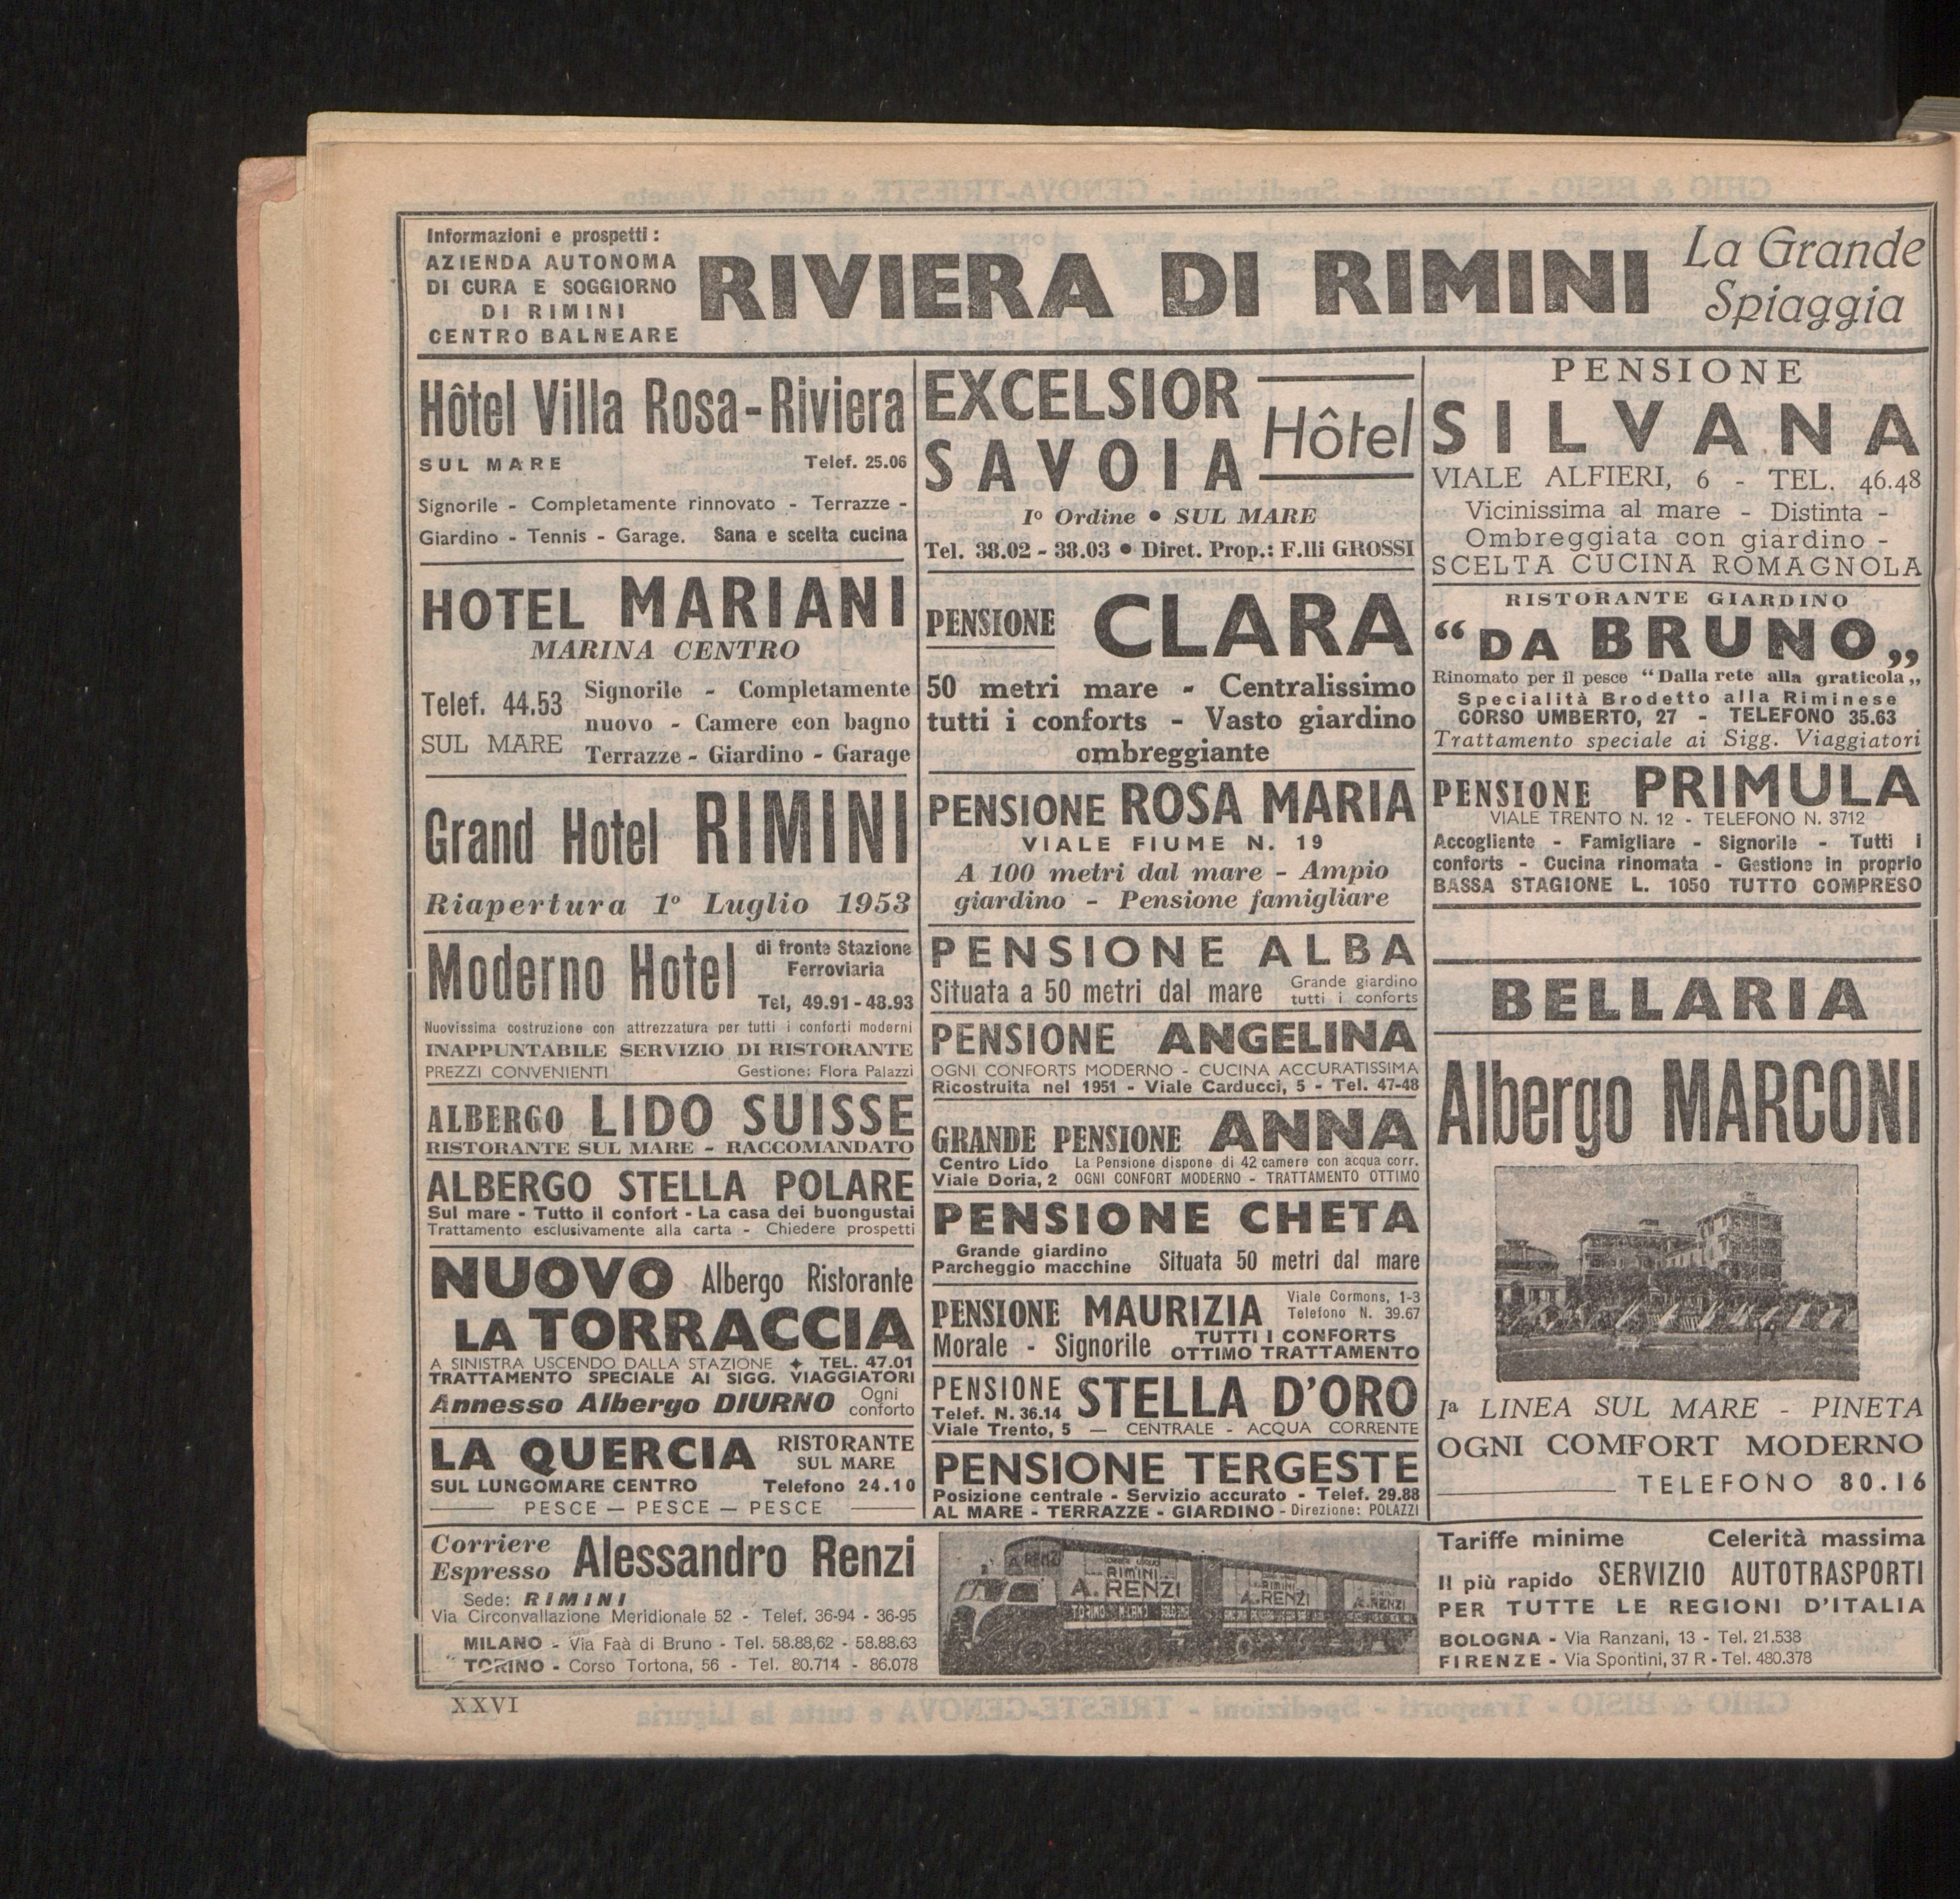 Informazioni e prospetti :
AZIENDA AUTONOMA
DI CURA E SOGGIORNO
DI RIMINI
CENTRO BALNEARE
RIVIERA DI RIMINI
La Grande
Spiaggia
Hôtel Villa Rosa-Riviera
SUL MARE Telef. 25.06
Signorile - Completamente rinnovato - Terrazze -
Giardino - Tennis - Garage. Sana e scelta cucina
HOTEL MARIANI
MARINA CENTRO
Telef. 44.53
SUL MARE
Signorile - Completamente
nuovo - Camere con bagno
Terrazze - Giardino - Garage
Grand Hotel RIMINI
Riapertura 1º Luglio 1953
Moderno Hotel
di fronte Stazione
Ferroviaria
Tel, 49.91 - 48.93
Nuovissima costruzione con attrezzatura per tutti i conforti moderni
INAPPUNTABILE SERVIZIO DI RISTORANTE
PREZZI CONVENIENTI Gestione: Flora Palazzi
ALBERGO LIDO SUISSE
RISTORANTE SUL MARE - RACCOMANDATO
ALBERGO STELLA POLARE
Sul mare - Tutto il confort - La casa dei buongustai
Trattamento esclusivamente alla carta - Chiedere prospetti
NUOVO Albergo Ristorante
LA TORRACCIA
A SINISTRA USCENDO DALLA STAZIONE ✦ TEL. 47.01
TRATTAMENTO SPECIALE AI SIGG. VIAGGIATORI
Annesso Albergo DIURNO
Ogni
conforto
LA QUERCIA
RISTORANTE
SUL MARE
SUL LUNGOMARE CENTRO Telefono 24.10
PESCE — PESCE — PESCE
EXCELSIOR
SAVOIA
Hôtel
Iº Ordine • SUL MARE
Tel. 38.02 - 38.03 • Diret. Prop.: F.lli GROSSI
PENSIONE CLARA
50 metri mare - Centralissimo
tutti i conforts - Vasto giardino
ombreggiante
PENSIONE ROSA MARIA
VIALE FIUME N. 19
A 100 metri dal mare - Ampio
giardino - Pensione famigliare
PENSIONE ALBA
Situata a 50 metri dal mare
Grande giardino
tutti i conforts
PENSIONE ANGELINA
OGNI CONFORTS MODERNO - CUCINA ACCURATISSIMA
Ricostruita nel 1951 - Viale Carducci, 5 - Tel. 47-48
GRANDE PENSIONE ANNA
Centro Lido
Viale Doria, 2
La Pensione dispone di 42 camere con acqua corr.
OGNI CONFORT MODERNO - TRATTAMENTO OTTIMO
PENSIONE CHETA
Grande giardino
Parcheggio macchine
Situata 50 metri dal mare
PENSIONE MAURIZIA
Viale Cormons, 1-3
Telefono N. 39.67
Morale - Signorile
TUTTI I CONFORTS
OTTIMO TRATTAMENTO
PENSIONE STELLA D'ORO
Telef. N. 36.14
Viale Trento, 5 — CENTRALE - ACQUA CORRENTE
PENSIONE TERGESTE
Posizione centrale - Servizio accurato - Telef. 29.88
AL MARE - TERRAZZE - GIARDINO - Direzione: POLAZZI
PENSIONE
SILVANA
VIALE ALFIERI, 6 - TEL. 46.48
Vicinissima al mare - Distinta -
Ombreggiata con giardino -
SCELTA CUCINA ROMAGNOLA
RISTORANTE GIARDINO
“DA BRUNO„
Rinomato per il pesce “Dalla rete alla graticola„
Specialità Brodetto alla Riminese
CORSO UMBERTO, 27 - TELEFONO 35.63
Trattamento speciale ai Sigg. Viaggiatori
PENSIONE PRIMULA
VIALE TRENTO N. 12 - TELEFONO N. 3712
Accogliente - Famigliare - Signorile - Tutti i
conforts - Cucina rinomata - Gestione in proprio
BASSA STAGIONE L. 1050 TUTTO COMPRESO
BELLARIA
Albergo MARCONI
Iª LINEA SUL MARE - PINETA
OGNI COMFORT MODERNO
TELEFONO 80.16
Corriere
Espresso
Alessandro Renzi
Sede: RIMINI
Via Circonvallazione Meridionale 52 - Telef. 36-94 - 36-95
MILANO - Via Faà di Bruno - Tel. 58.88,62 - 58.88.63
TORINO - Corso Tortona, 56 - Tel. 80.714 - 86.078
A. RENZI
RIMINI
A. RENZI
TORINO MILANO
RIMINI
A. RENZI
A. RENZI
Tariffe minime Celerità massima
Il più rapido SERVIZIO AUTOTRASPORTI
PER TUTTE LE REGIONI D'ITALIA
BOLOGNA - Via Ranzani, 13 - Tel. 21.538
FIRENZE - Via Spontini, 37 R - Tel. 480.378
XXVI